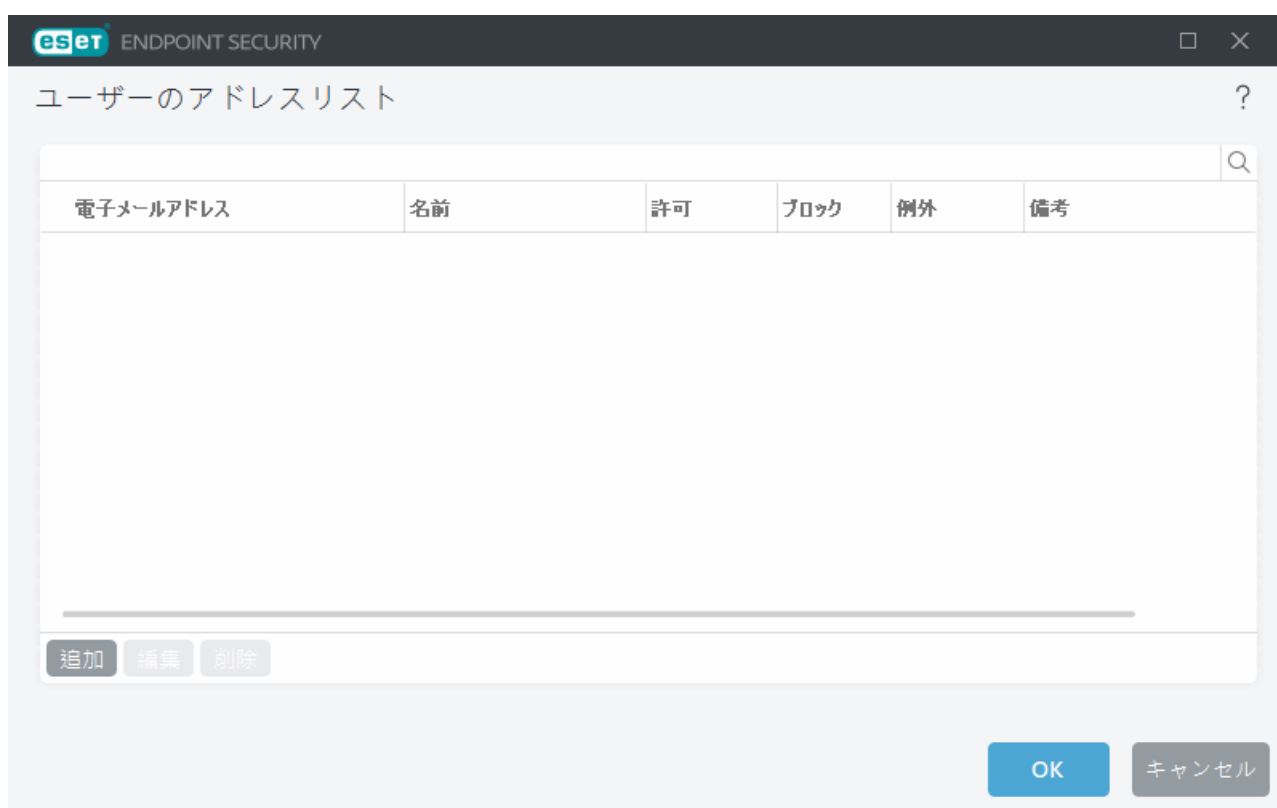 eset ENDPOINT SECURITY
ユーザーのアドレスリスト ?
電子メールアドレス 名前 許可 ブロック 例外 備考
追加 編集 削除
OK キャンセル